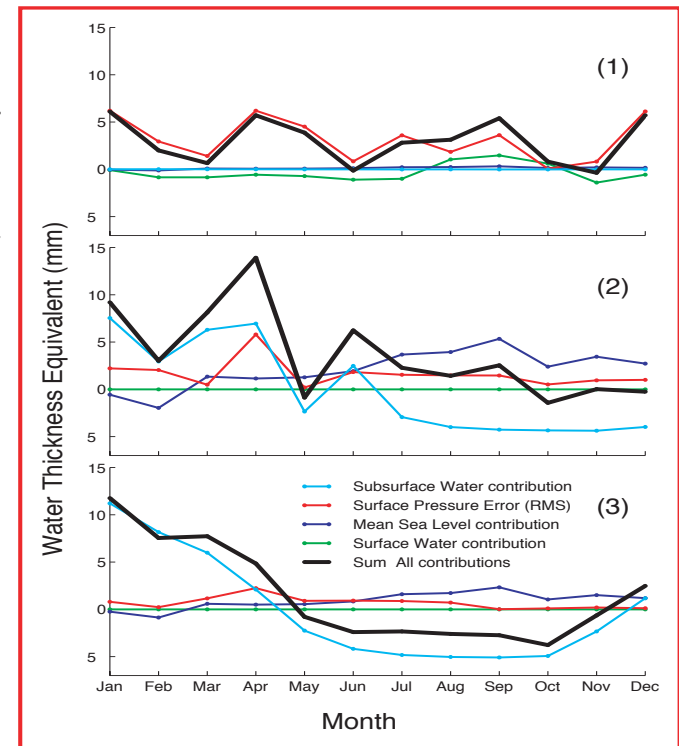 15
10
5
0
5
(1)
15
10
5
0
5
(2)
15
10
5
0
5
(3)
Subsurface Water contribution
Surface Pressure Error (RMS)
Mean Sea Level contribution
Surface Water contribution
Sum All contributions
Jan Feb Mar Apr May Jun Jul Aug Sep Oct Nov Dec
Month
Water Thickness Equivalent (mm)